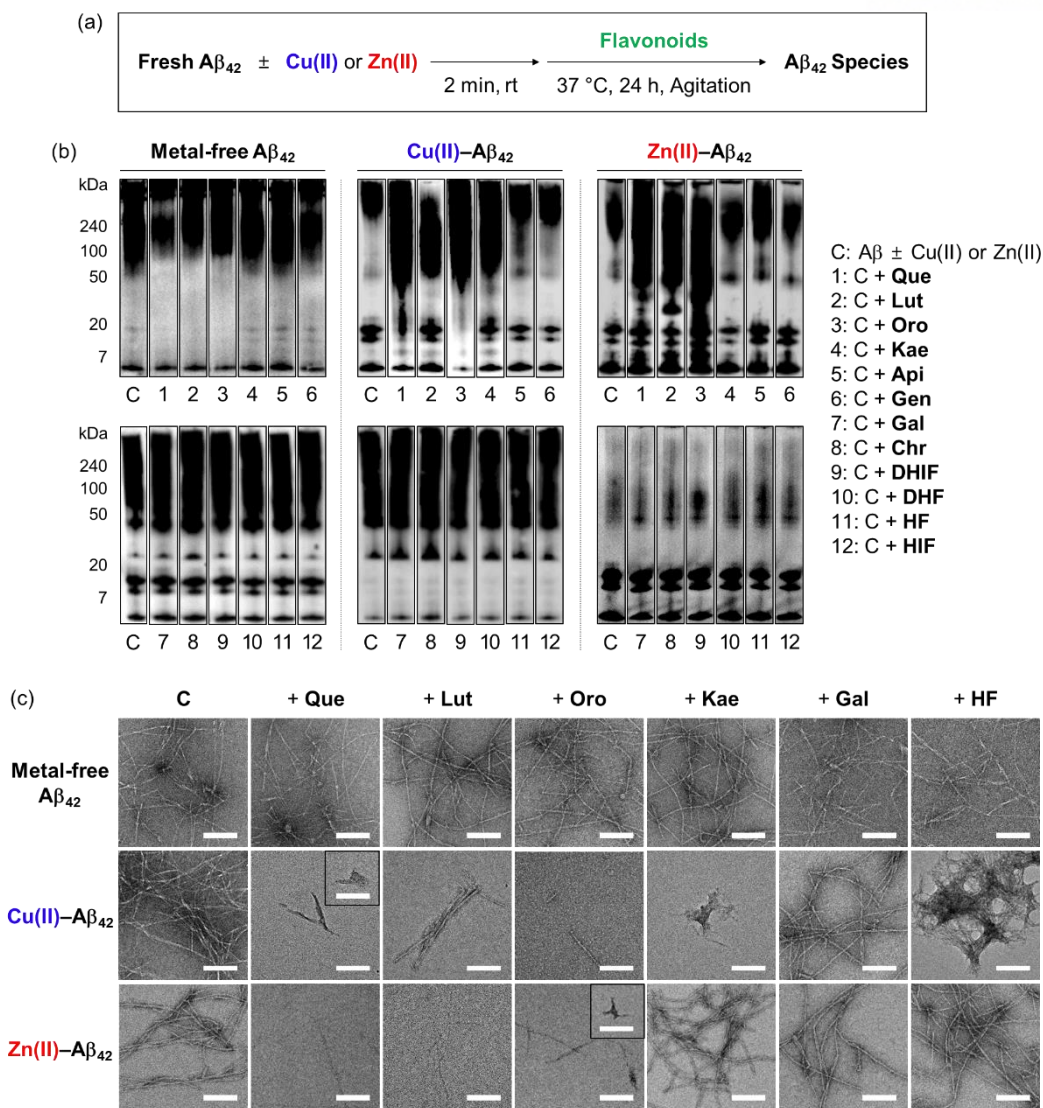 (a)
Flavonoids
Fresh Aβ₄₂ ± Cu(II) or Zn(II) Aβ₄₂ Species
2 min, rt 37 °C, 24 h, Agitation
(b)
Metal-free Aβ₄₂ Cu(II)–Aβ₄₂ Zn(II)–Aβ₄₂
kDa
240
100
50
20
7
C 1 2 3 4 5 6 C 1 2 3 4 5 6 C 1 2 3 4 5 6
kDa
240
100
50
20
7
C 7 8 9 10 11 12 C 7 8 9 10 11 12 C 7 8 9 10 11 12
C: Aβ ± Cu(II) or Zn(II)
1: C + Que
2: C + Lut
3: C + Oro
4: C + Kae
5: C + Api
6: C + Gen
7: C + Gal
8: C + Chr
9: C + DHIF
10: C + DHF
11: C + HF
12: C + HIF
(c)
C + Que + Lut + Oro + Kae + Gal + HF
Metal-free
Aβ₄₂
Cu(II)–Aβ₄₂
Zn(II)–Aβ₄₂